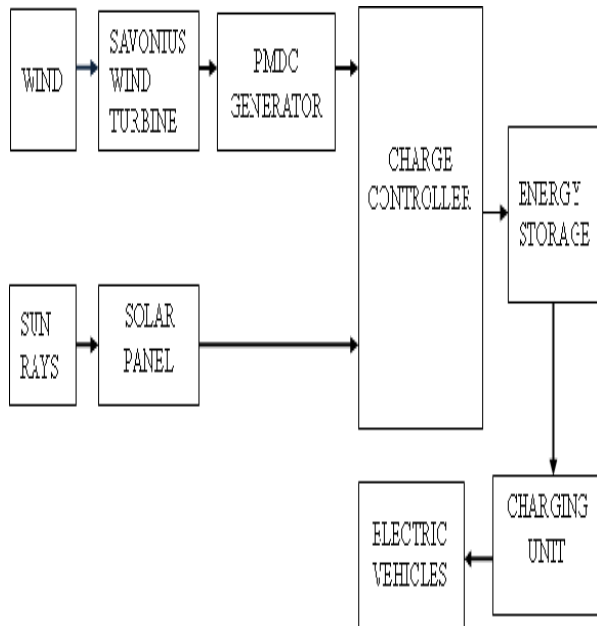 WIND
SAVONIUS
WIND
TURBINE
PMDC
GENERATOR
CHARGE
CONTROLLER
ENERGY
STORAGE
SUN
RAYS
SOLAR
PANEL
CHARGING
UNIT
ELECTRIC
VEHICLES